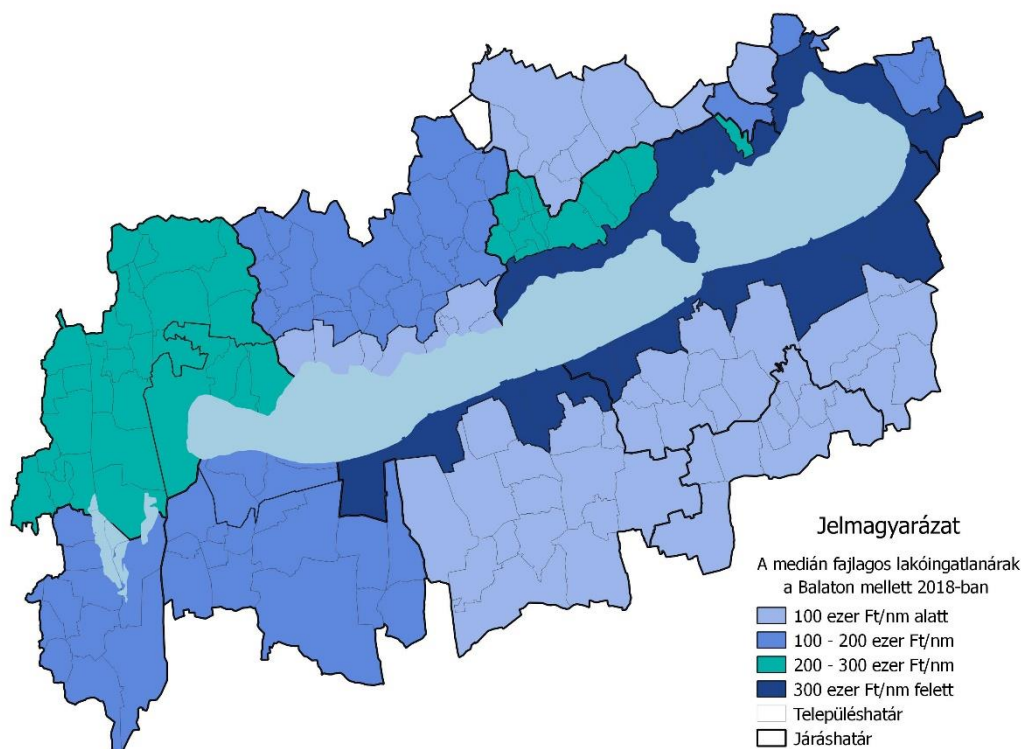 Jelmagyarázat
A medián fajlagos lakóingatlanárak
a Balaton mellett 2018-ban
100 ezer Ft/nm alatt
100 - 200 ezer Ft/nm
200 - 300 ezer Ft/nm
300 ezer Ft/nm felett
Településhatár
Járáshatár